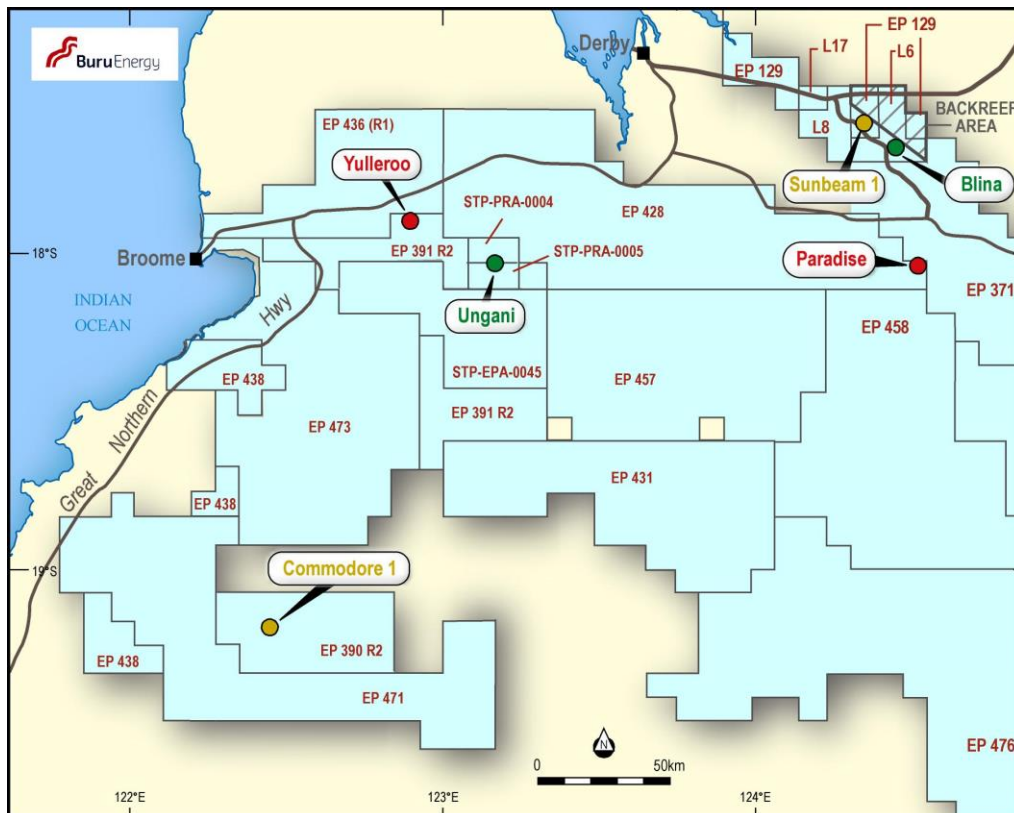 Buru Energy
Derby
EP 129
L17
EP 129
L6
BACKREEF
AREA
L8
EP 436 (R1)
Yulleroo
Sunbeam 1
Blina
STP-PRA-0004
EP 428
18°S
Broome
EP 391 R2
STP-PRA-0005
Paradise
INDIAN
OCEAN
Ungani
EP 371
Great Northern Hwy
EP 458
EP 438
STP-EPA-0045
EP 457
EP 391 R2
EP 473
EP 431
EP 438
19°S
Commodore 1
EP 438
EP 390 R2
EP 471
N
EP 476
0 50km
122°E 123°E 124°E